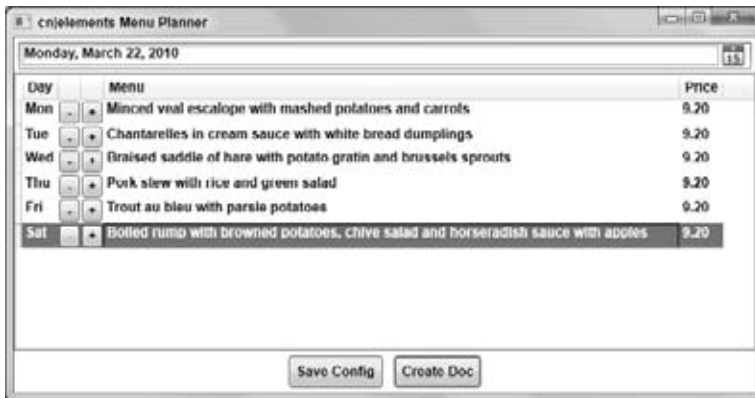 cn|elements Menu Planner
Monday, March 22, 2010
15
Day Menu Price
Mon - + Minced veal escalope with mashed potatoes and carrots 9.20
Tue - + Chantarelles in cream sauce with white bread dumplings 9.20
Wed - + Braised saddle of hare with potato gratin and brussels sprouts 9.20
Thu - + Pork stew with rice and green salad 9.20
Fri - + Trout au bleu with parsle potatoes 9.20
Sat - + Boiled rump with browned potatoes, chive salad and horseradish sauce with apples 9.20
Save Config Create Doc